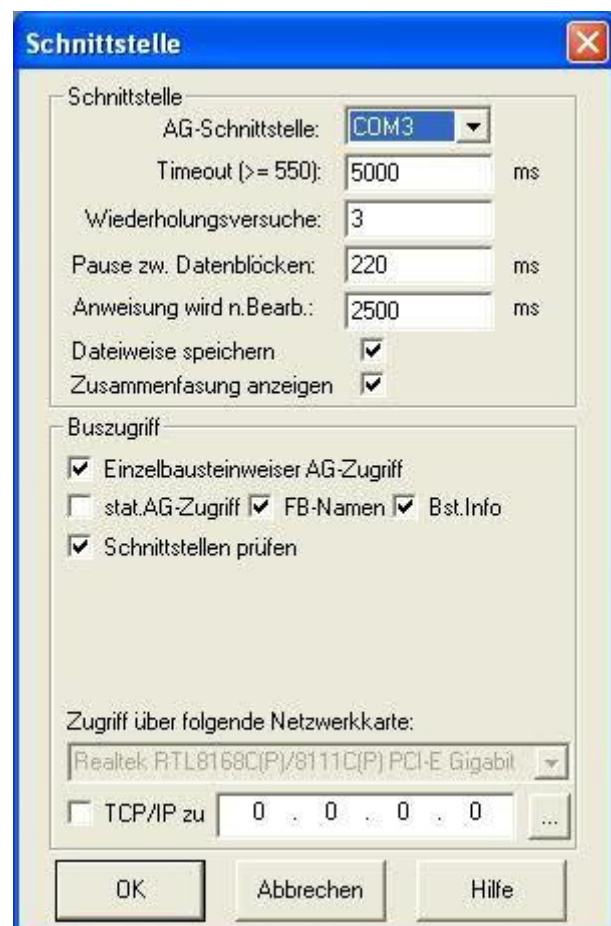 Schnittstelle
Schnittstelle
AG-Schnittstelle: COM3
Timeout (>= 550): 5000 ms
Wiederholungsversuche: 3
Pause zw. Datenblöcken: 220 ms
Anweisung wird n.Bearb.: 2500 ms
Dateiweise speichern
Zusammenfasung anzeigen
Buszugriff
Einzelbausteinweiser AG-Zugriff
stat.AG-Zugriff FB-Namen Bst.Info
Schnittstellen prüfen
Zugriff über folgende Netzwerkkarte:
Realtek RTL8168C(P)/8111C(P) PCI-E Gigabit
TCP/IP zu 0 . 0 . 0 . 0 ...
OK Abbrechen Hilfe